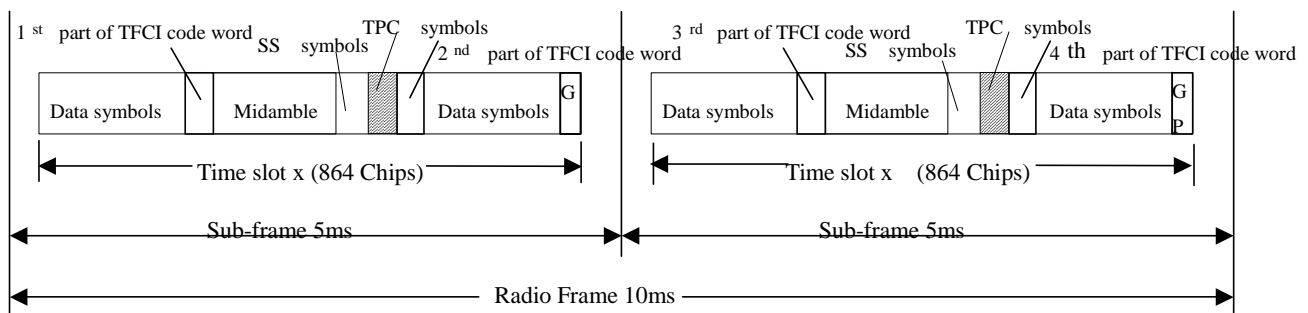 1 st part of TFCI code word
SS symbols
TPC symbols
2 nd part of TFCI code word
3 rd part of TFCI code word
SS symbols
TPC symbols
4 th part of TFCI code word
Data symbols
Midamble
Data symbols
G
Data symbols
Midamble
Data symbols
G
P
Time slot x (864 Chips)
Time slot x (864 Chips)
Sub-frame 5ms
Sub-frame 5ms
Radio Frame 10ms